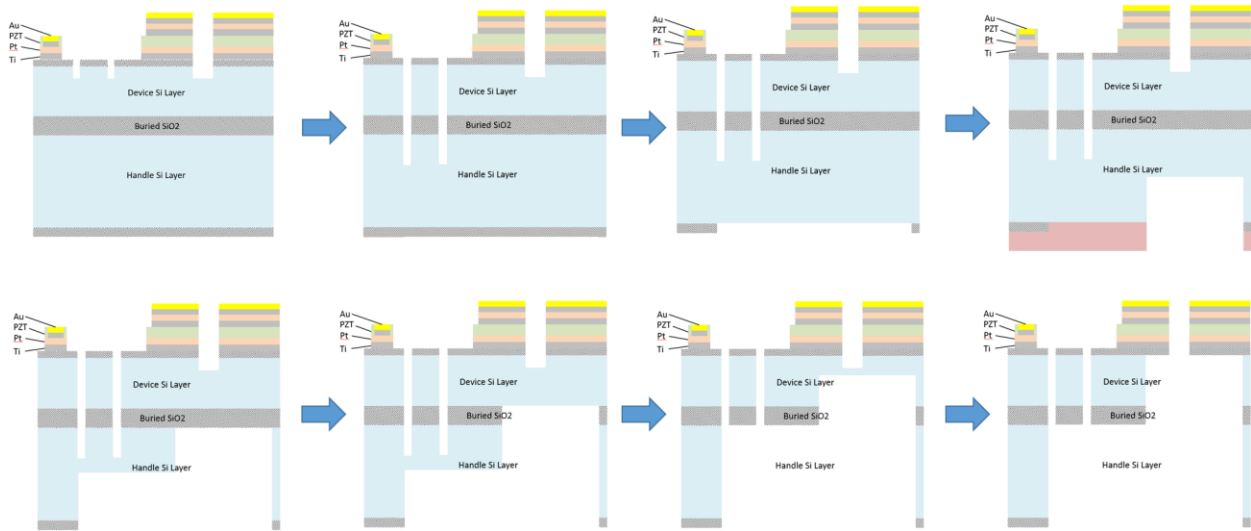 Au
PZT
Pt
Ti
Device Si Layer
Buried SiO2
Handle Si Layer
Au
PZT
Pt
Ti
Device Si Layer
Buried SiO2
Handle Si Layer
Au
PZT
Pt
Ti
Device Si Layer
Buried SiO2
Handle Si Layer
Au
PZT
Pt
Ti
Device Si Layer
Buried SiO2
Handle Si Layer
Au
PZT
Pt
Ti
Device Si Layer
Buried SiO2
Handle Si Layer
Au
PZT
Pt
Ti
Device Si Layer
Buried SiO2
Handle Si Layer
Au
PZT
Pt
Ti
Device Si Layer
Buried SiO2
Handle Si Layer
Au
PZT
Pt
Ti
Device Si Layer
Buried SiO2
Handle Si Layer